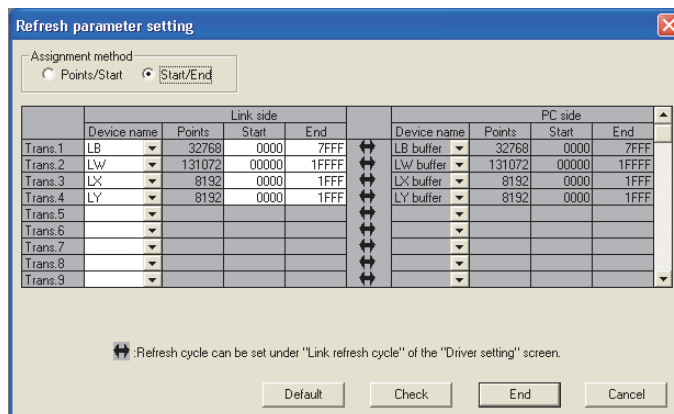 Refresh parameter setting
Assignment method
Points/Start Start/End
Link side PC side
Device name Points Start End Device name Points Start End
Trans.1 LB 32768 0000 7FFF LB buffer 32768 0000 7FFF
Trans.2 LW 131072 00000 1FFFF LW buffer 131072 00000 1FFFF
Trans.3 LX 8192 0000 1FFF LX buffer 8192 0000 1FFF
Trans.4 LY 8192 0000 1FFF LY buffer 8192 0000 1FFF
Trans.5
Trans.6
Trans.7
Trans.8
Trans.9
:Refresh cycle can be set under "Link refresh cycle" of the "Driver setting" screen.
Default Check End Cancel